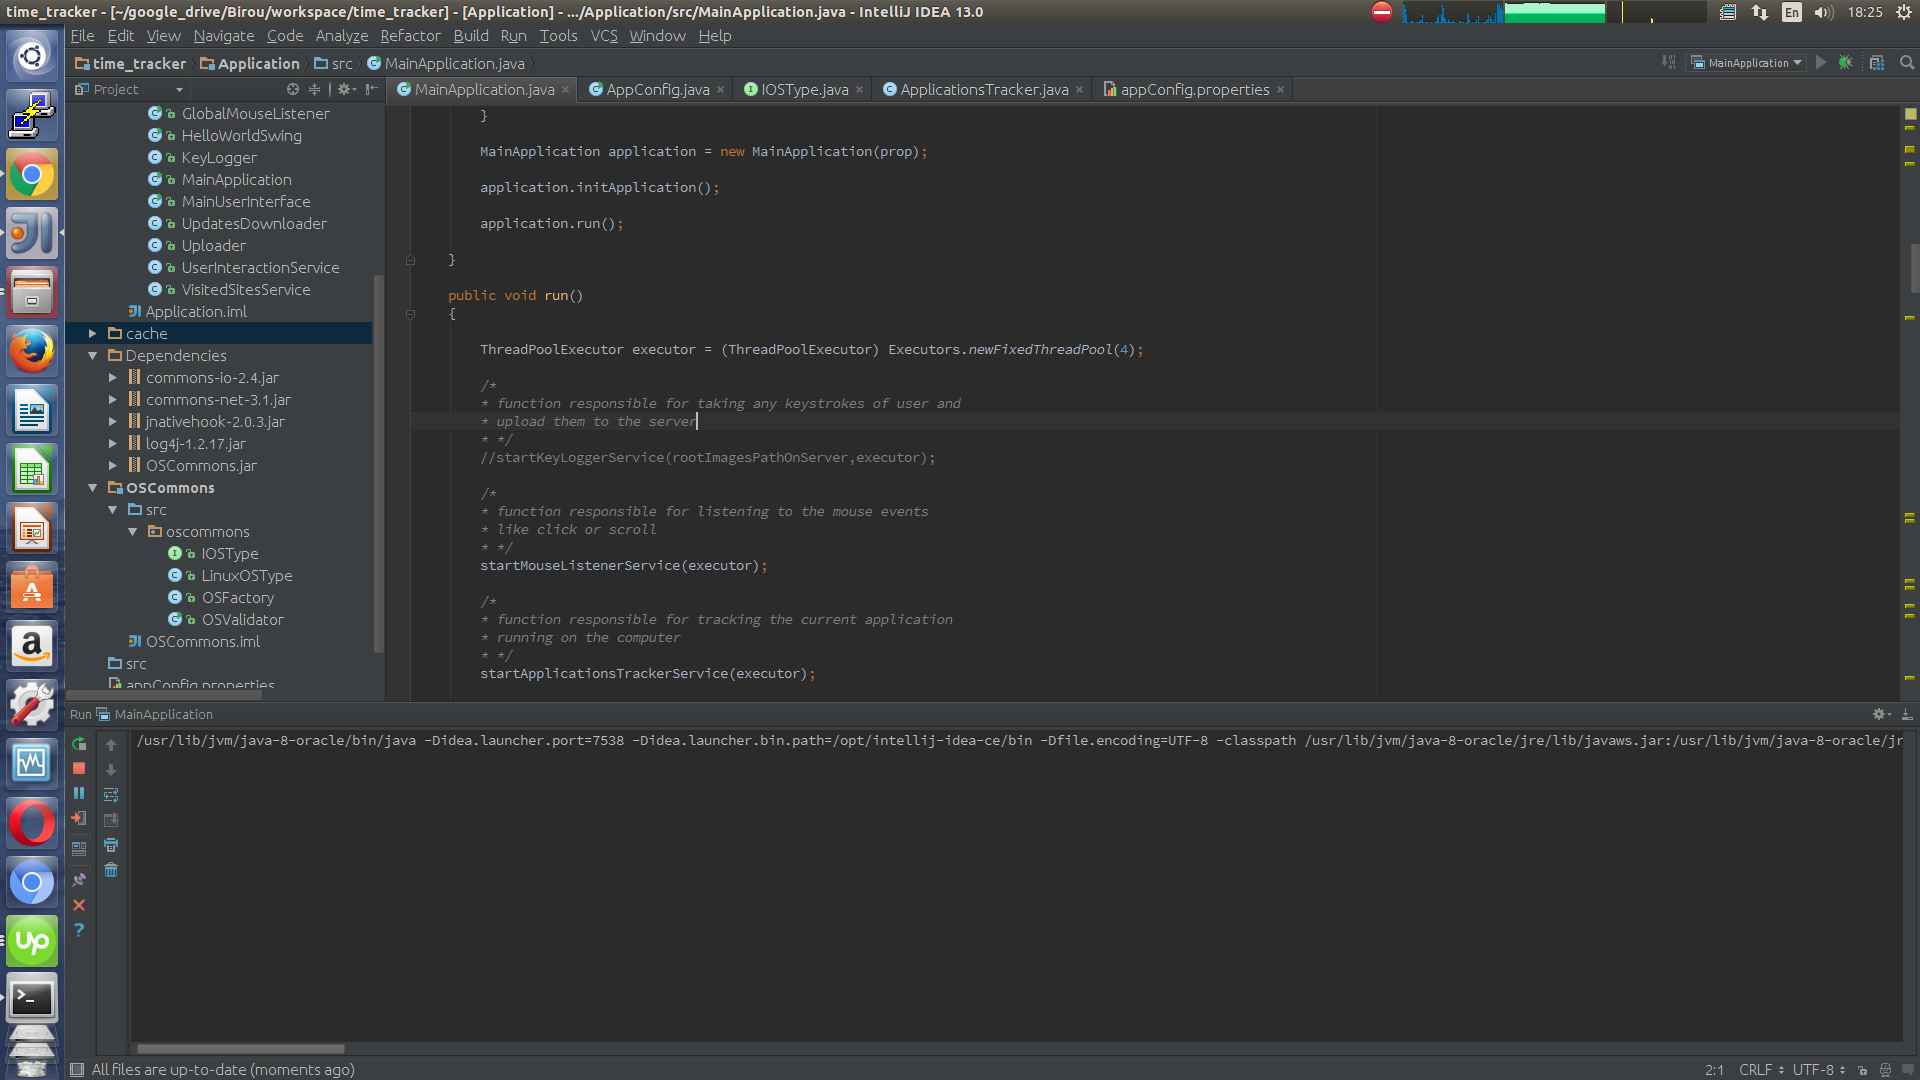 time_tracker - [~/google_drive/Birou/workspace/time_tracker] - [Application] - .../Application/src/MainApplication.java - IntelliJ IDEA 13.0
En 18:25
File Edit View Navigate Code Analyze Refactor Build Run Tools VCS Window Help
time_tracker Application src MainApplication.java
MainApplication
Project
MainApplication.java AppConfig.java IOSType.java ApplicationsTracker.java appConfig.properties
GlobalMouseListener
HelloWorldSwing
KeyLogger
MainApplication
MainUserInterface
UpdatesDownloader
Uploader
UserInteractionService
VisitedSitesService
Application.iml
cache
Dependencies
commons-io-2.4.jar
commons-net-3.1.jar
jnativehook-2.0.3.jar
log4j-1.2.17.jar
OSCommons.jar
OSCommons
src
oscommons
IOSType
LinuxOSType
OSFactory
OSValidator
OSCommons.iml
src
appConfig.properties
}
MainApplication application = new MainApplication(prop);
application.initApplication();
application.run();
}
public void run()
{
ThreadPoolExecutor executor = (ThreadPoolExecutor) Executors.newFixedThreadPool(4);
/*
* function responsible for taking any keystrokes of user and
* upload them to the server
* */
//startKeyLoggerService(rootImagesPathOnServer,executor);
/*
* function responsible for listening to the mouse events
* like click or scroll
* */
startMouseListenerService(executor);
/*
* function responsible for tracking the current application
* running on the computer
* */
startApplicationsTrackerService(executor);
Run MainApplication
/usr/lib/jvm/java-8-oracle/bin/java -Didea.launcher.port=7538 -Didea.launcher.bin.path=/opt/intellij-idea-ce/bin -Dfile.encoding=UTF-8 -classpath /usr/lib/jvm/java-8-oracle/jre/lib/javaws.jar:/usr/lib/jvm/java-8-oracle/jr
All files are up-to-date (moments ago)
2:1 CRLF UTF-8